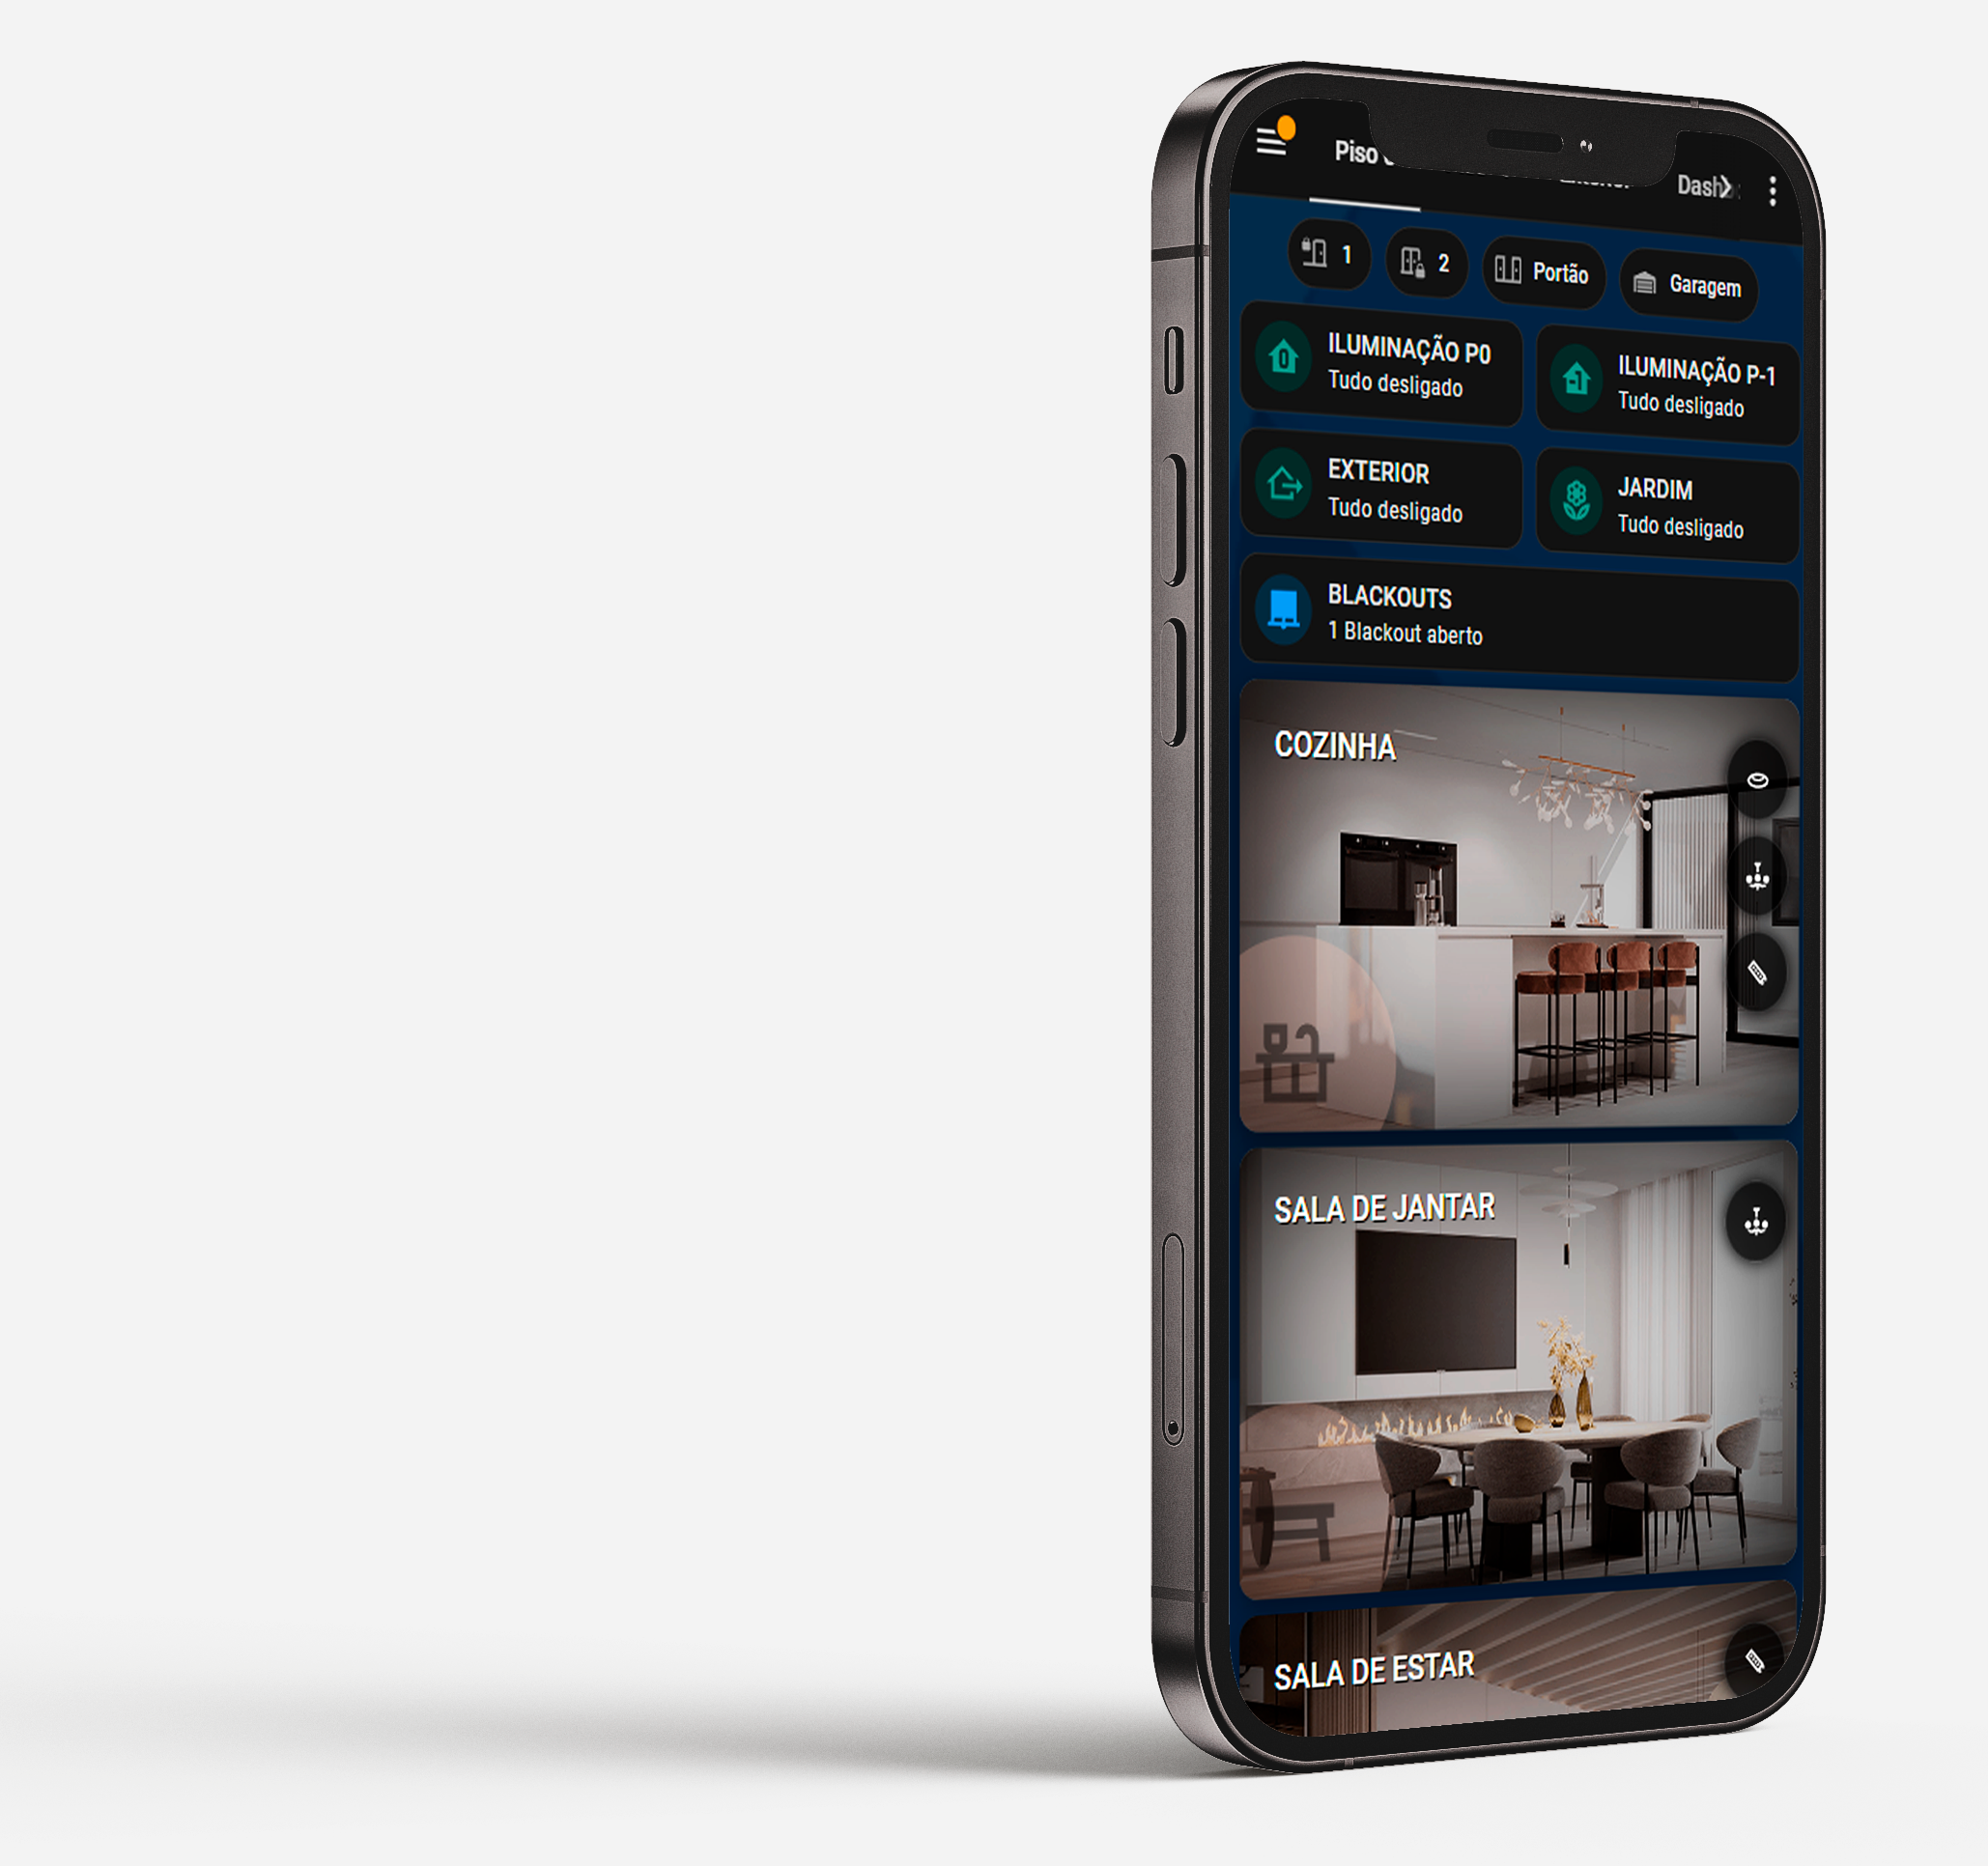 Piso
1
2
Portão
Garagem
ILUMINAÇÃO P0
Tudo desligado
ILUMINAÇÃO P-1
Tudo desligado
EXTERIOR
Tudo desligado
JARDIM
Tudo desligado
BLACKOUTS
1 Blackout aberto
COZINHA
SALA DE JANTAR
SALA DE ESTAR